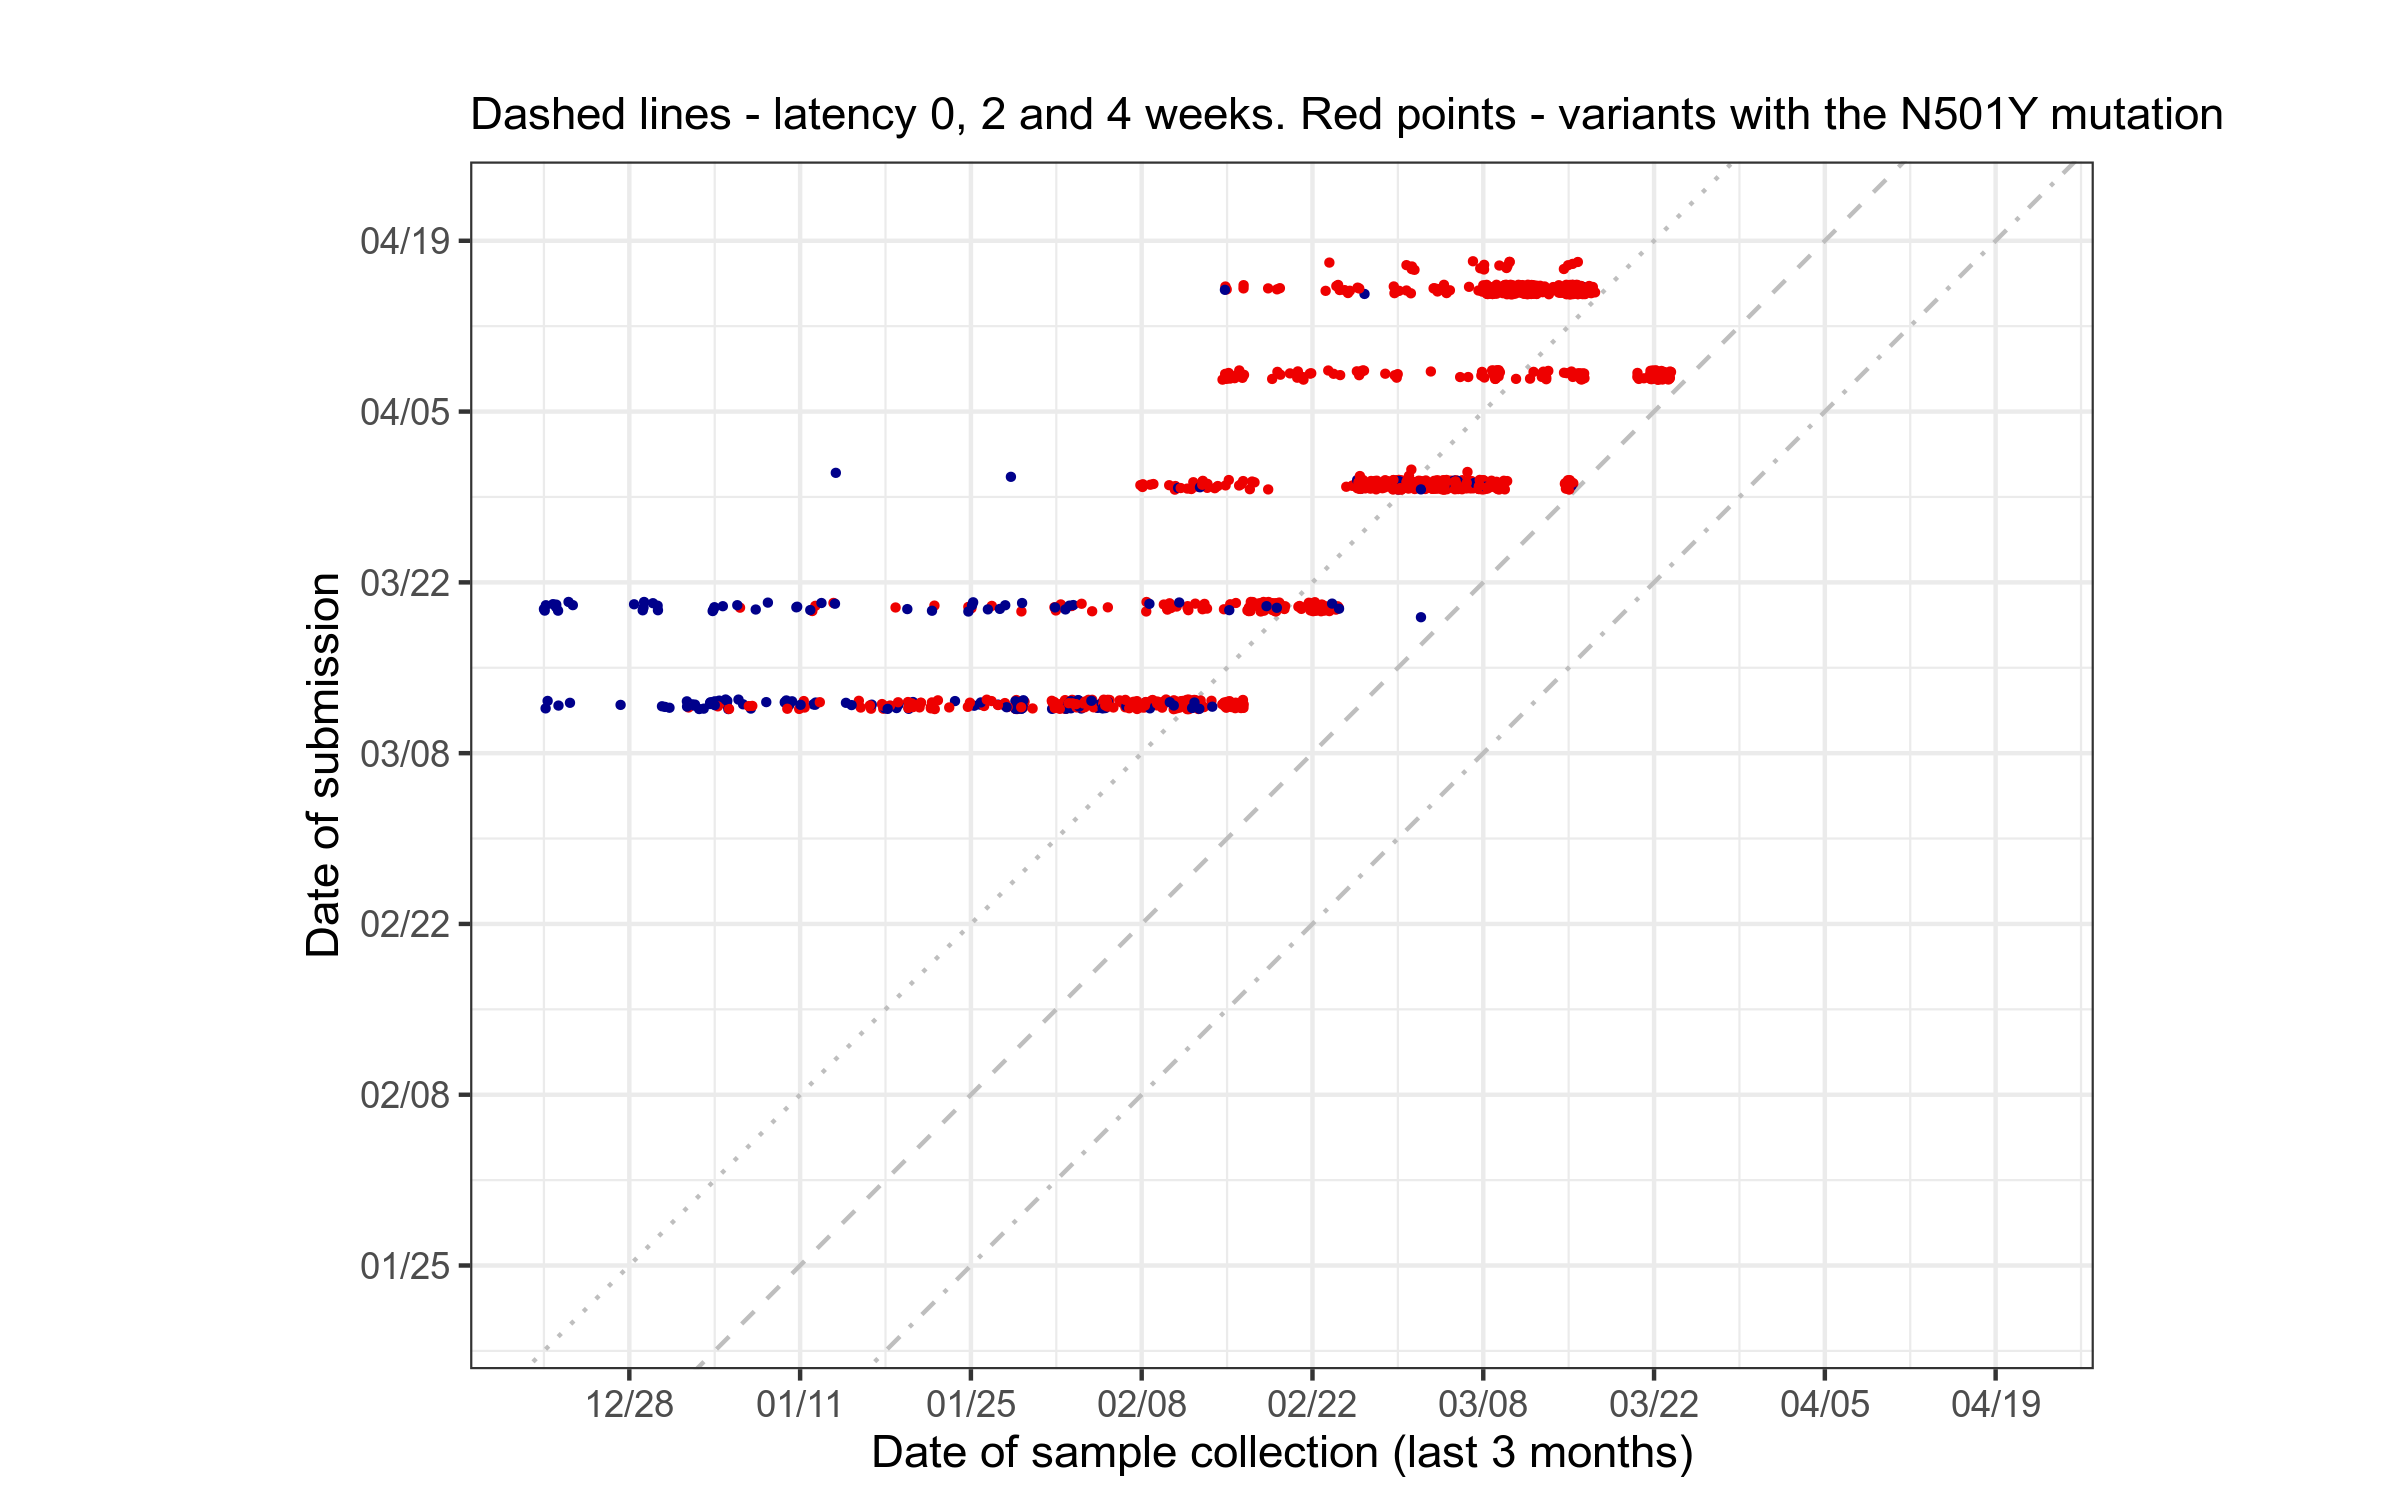 Dashed lines - latency 0, 2 and 4 weeks. Red points - variants with the N501Y mutation
Date of submission
04/19
04/05
03/22
03/08
02/22
02/08
01/25
12/28 01/11 01/25 02/08 02/22 03/08 03/22 04/05 04/19
Date of sample collection (last 3 months)